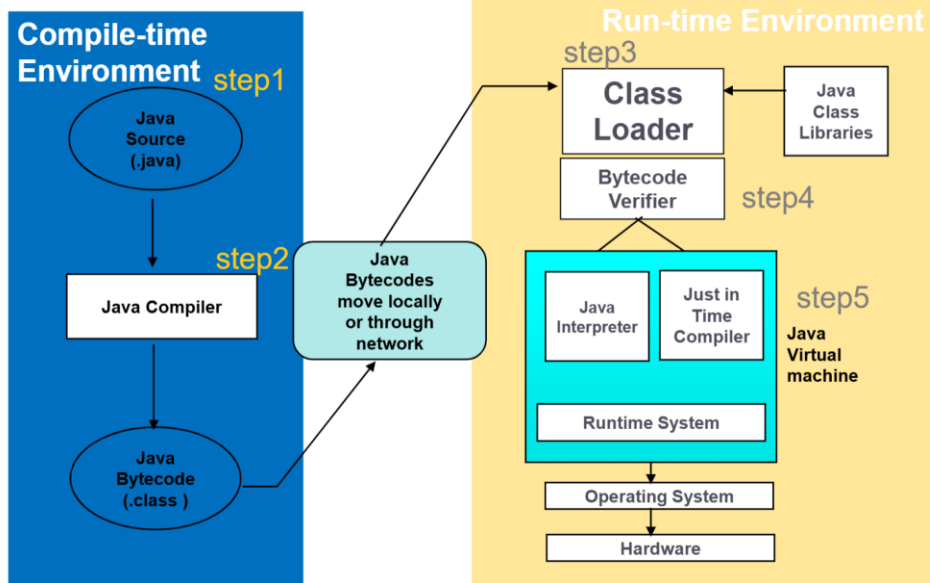 Compile-time
Environment
step1
Java
Source
(.java)
step2
Java Compiler
Java
Bytecode
(.class )
Java
Bytecodes
move locally
or through
network
Run-time Environment
step3
Class
Loader
Java
Class
Libraries
Bytecode
Verifier
step4
Java
Interpreter
Just in
Time
Compiler
step5
Java
Virtual
machine
Runtime System
Operating System
Hardware